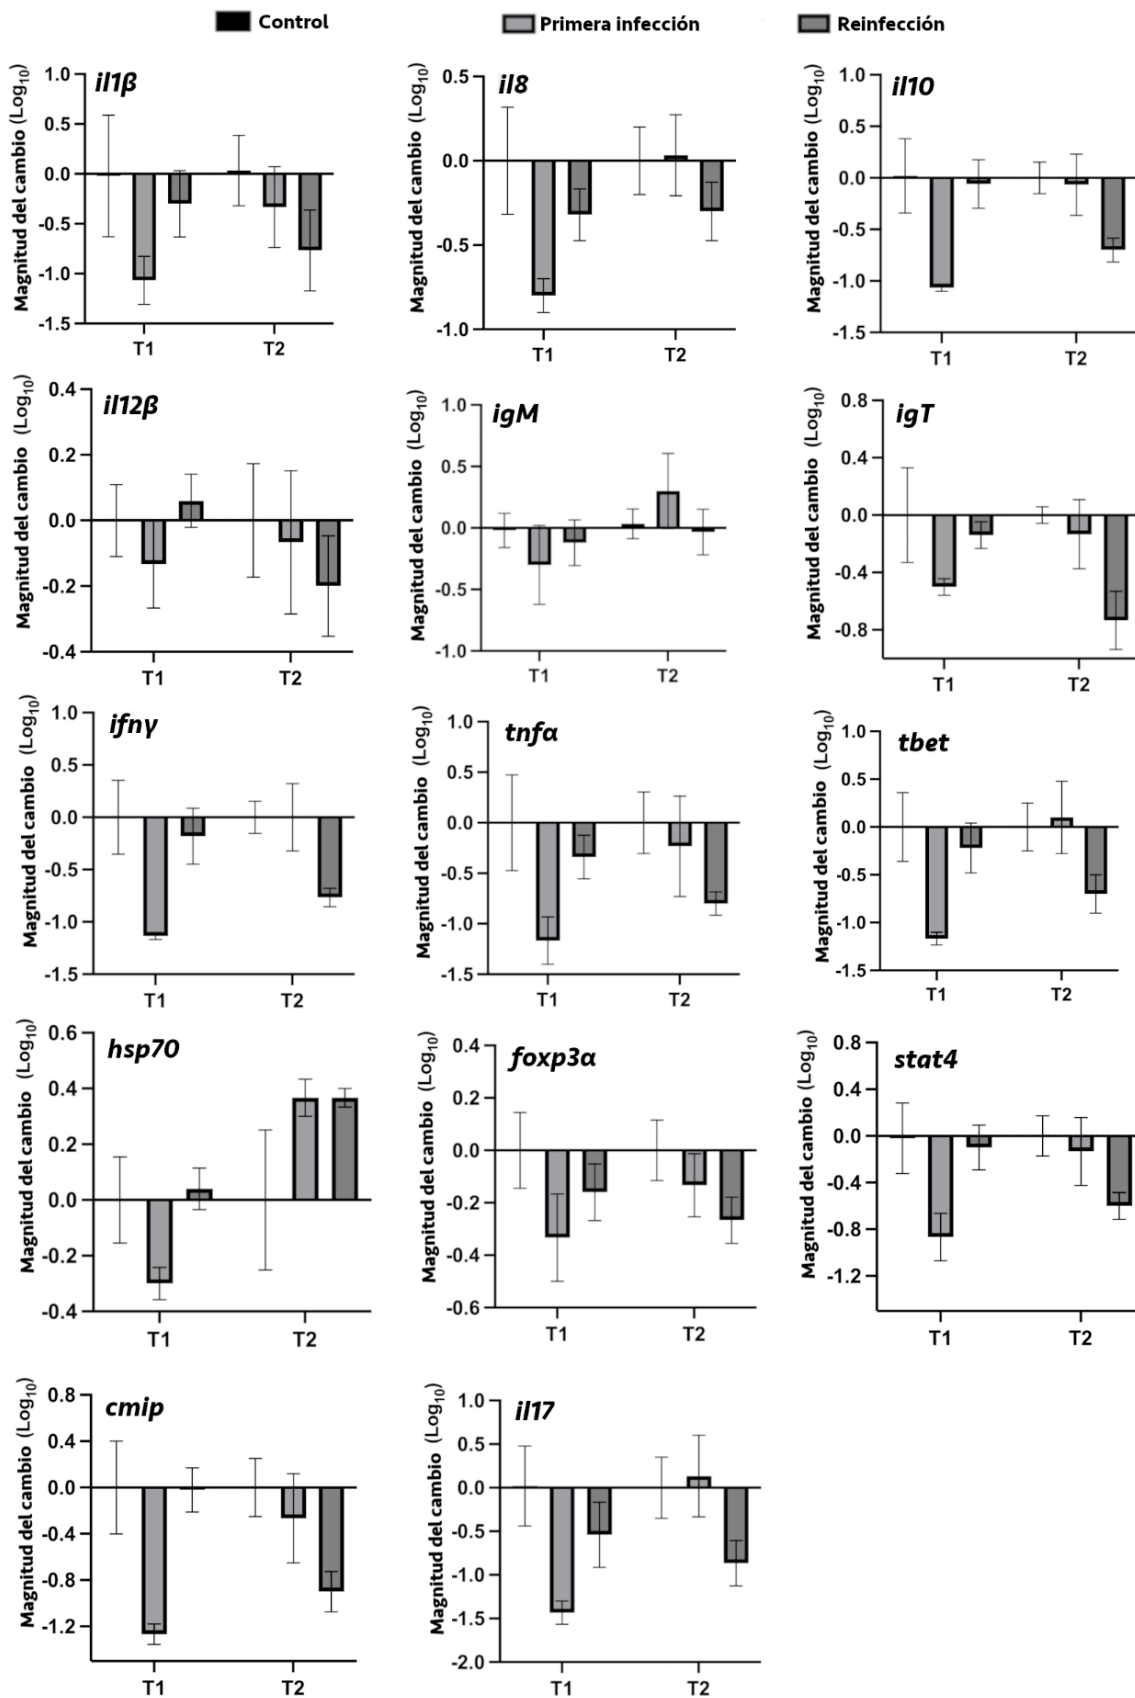 Control Primera infección Reinfección
il1β
Magnitud del cambio (Log10)
1.0
0.5
0.0
-0.5
-1.0
-1.5
T1 T2
il8
Magnitud del cambio (Log10)
0.5
0.0
-0.5
-1.0
T1 T2
il10
Magnitud del cambio (Log10)
1.0
0.5
0.0
-0.5
-1.0
-1.5
T1 T2
il12β
Magnitud del cambio (Log10)
0.4
0.2
0.0
-0.2
-0.4
T1 T2
igM
Magnitud del cambio (Log10)
1.0
0.5
0.0
-0.5
-1.0
T1 T2
igT
Magnitud del cambio (Log10)
0.8
0.4
0.0
-0.4
-0.8
T1 T2
ifnγ
Magnitud del cambio (Log10)
1.0
0.5
0.0
-0.5
-1.0
-1.5
T1 T2
tnfα
Magnitud del cambio (Log10)
1.0
0.5
0.0
-0.5
-1.0
-1.5
T1 T2
tbet
Magnitud del cambio (Log10)
1.0
0.5
0.0
-0.5
-1.0
-1.5
T1 T2
hsp70
Magnitud del cambio (Log10)
0.6
0.4
0.2
0.0
-0.2
-0.4
T1 T2
foxp3α
Magnitud del cambio (Log10)
0.4
0.2
0.0
-0.2
-0.4
-0.6
T1 T2
stat4
Magnitud del cambio (Log10)
0.8
0.4
0.0
-0.4
-0.8
-1.2
T1 T2
cmip
Magnitud del cambio (Log10)
0.8
0.4
0.0
-0.4
-0.8
-1.2
T1 T2
il17
Magnitud del cambio (Log10)
1.0
0.5
0.0
-0.5
-1.0
-1.5
-2.0
T1 T2